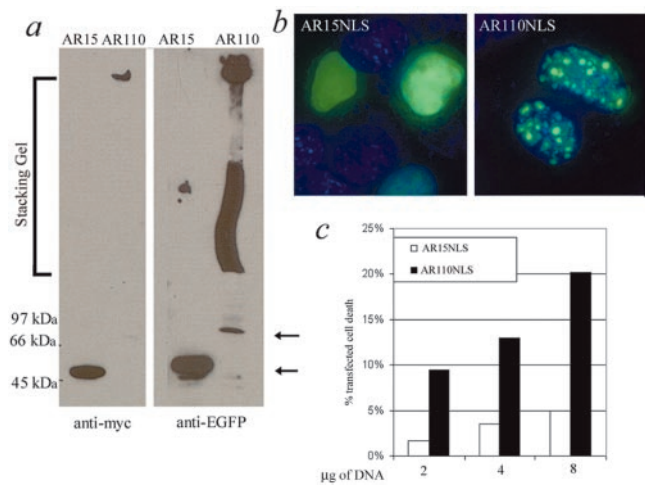 a
AR15 AR110 AR15 AR110
Stacking Gel
97 kDa
66 kDa
45 kDa
anti-myc anti-EGFP
b
AR15NLS AR110NLS
c
25%
20%
15%
10%
5%
0%
% transfected cell death
AR15NLS
AR110NLS
µg of DNA 2 4 8